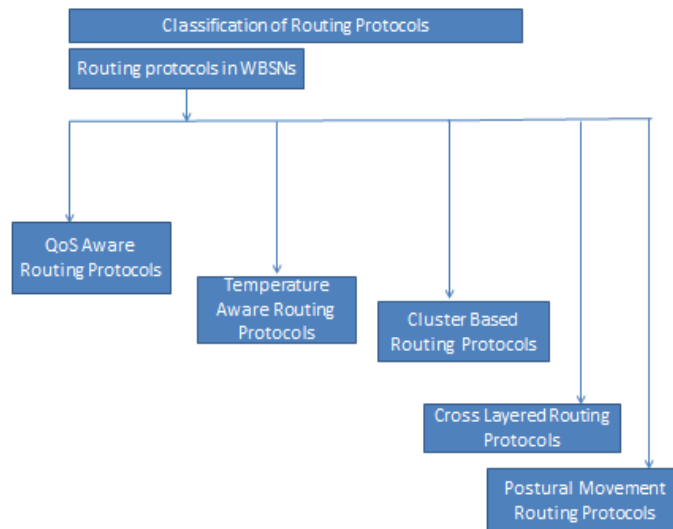 Classification of Routing Protocols
Routing protocols in WBSNs
QoS Aware
Routing Protocols
Temperature
Aware Routing
Protocols
Cluster Based
Routing Protocols
Cross Layered Routing
Protocols
Postural Movement
Routing Protocols